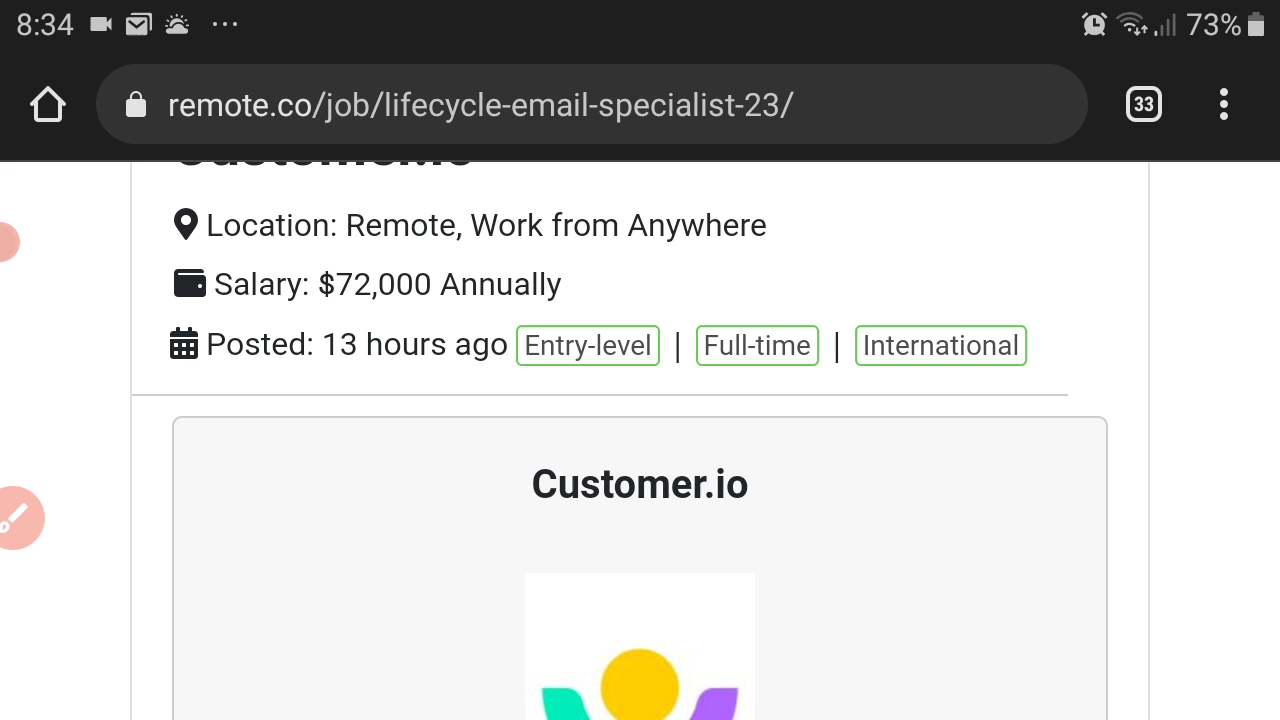 8:34 73%
remote.co/job/lifecycle-email-specialist-23/ 33
Location: Remote, Work from Anywhere
Salary: $72,000 Annually
Posted: 13 hours ago Entry-level | Full-time | International
Customer.io